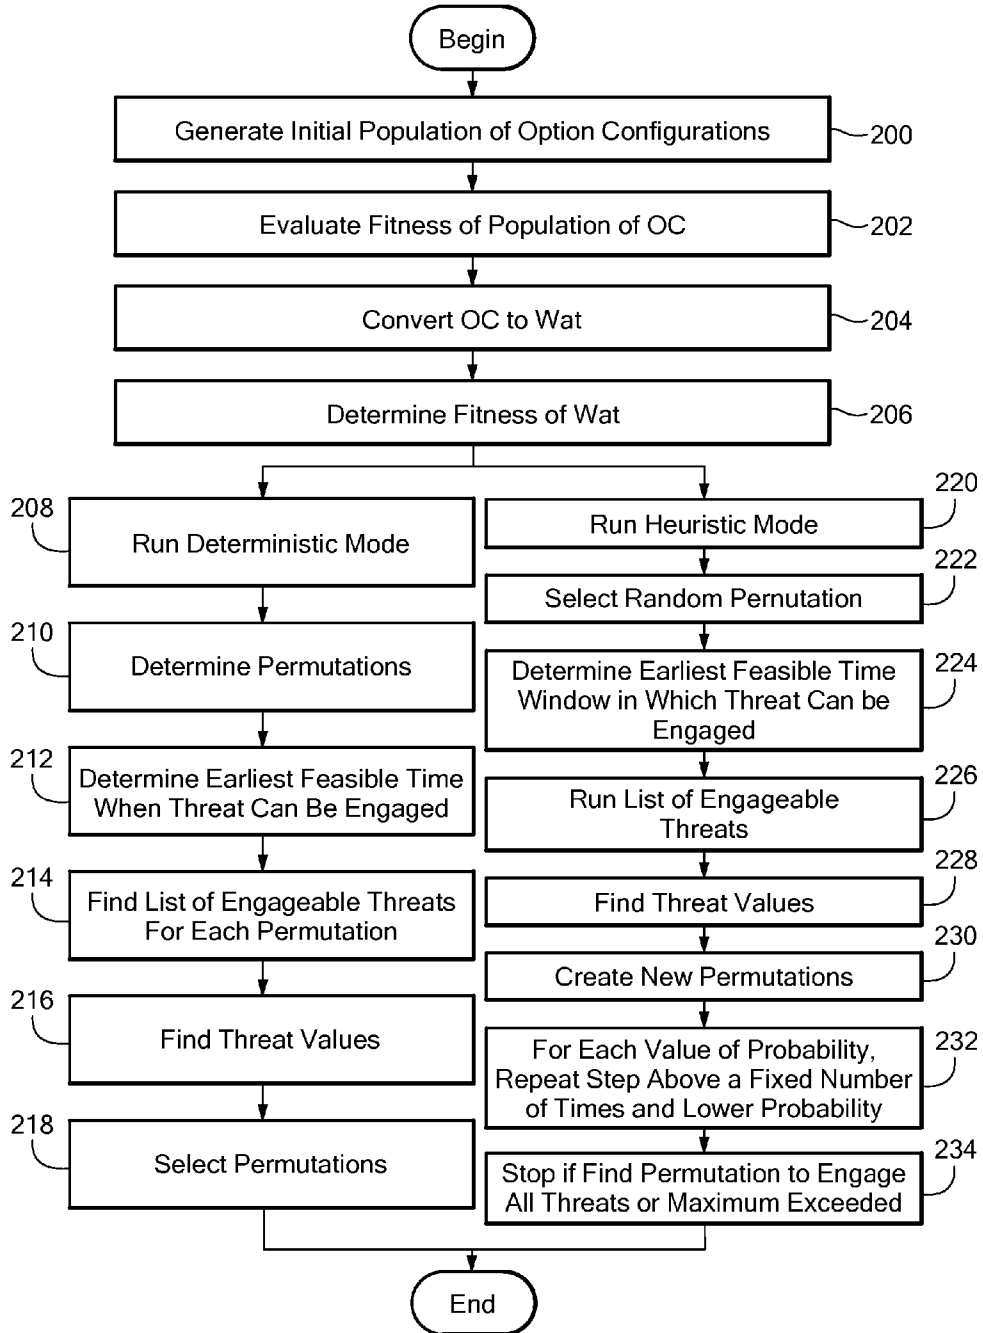 Begin
Generate Initial Population of Option Configurations
200
Evaluate Fitness of Population of OC
202
Convert OC to Wat
204
Determine Fitness of Wat
206
208
Run Deterministic Mode
210
Determine Permutations
212
Determine Earliest Feasible Time
When Threat Can Be Engaged
214
Find List of Engageable Threats
For Each Permutation
216
Find Threat Values
218
Select Permutations
220
Run Heuristic Mode
222
Select Random Pernutation
224
Determine Earliest Feasible Time
Window in Which Threat Can be
Engaged
226
Run List of Engageable
Threats
228
Find Threat Values
230
Create New Permutations
232
For Each Value of Probability,
Repeat Step Above a Fixed Number
of Times and Lower Probability
234
Stop if Find Permutation to Engage
All Threats or Maximum Exceeded
End